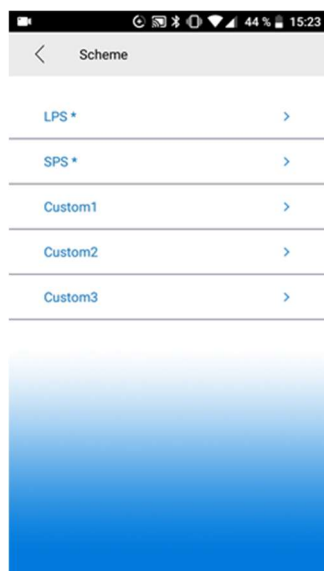 44 % 15:23
Scheme
LPS *
SPS *
Custom1
Custom2
Custom3